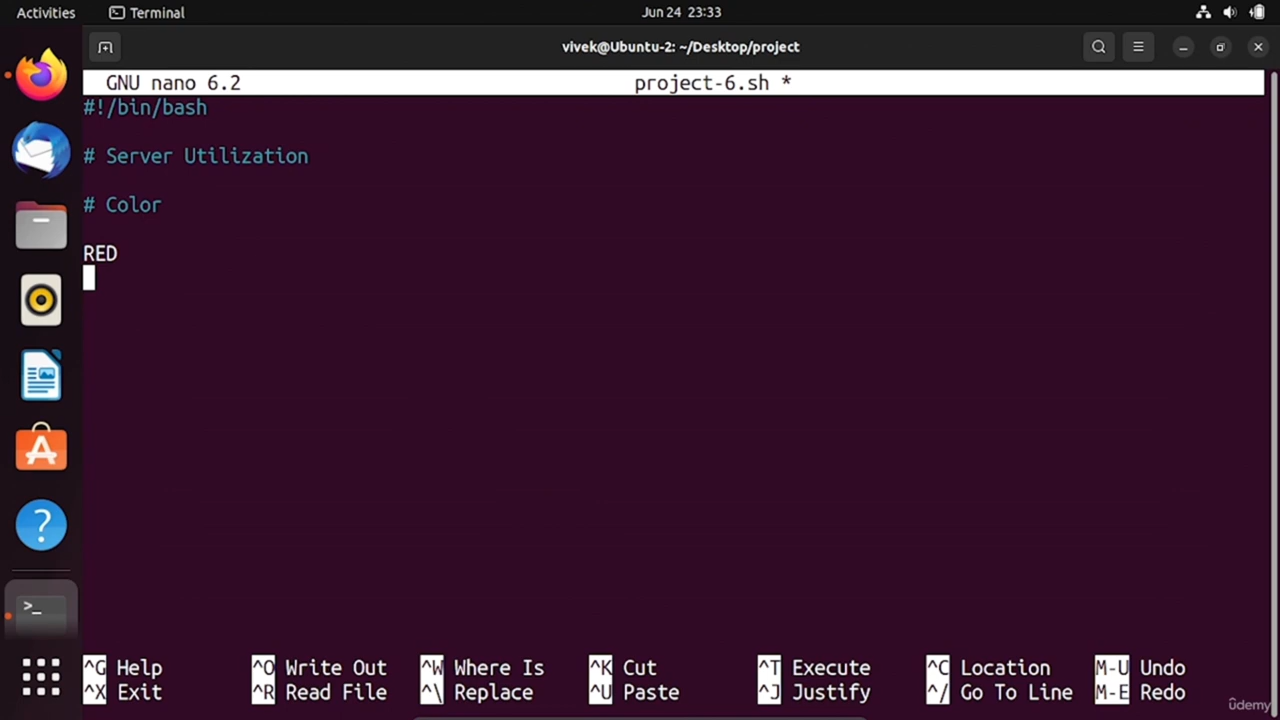 Activities Terminal Jun 24 23:33
vivek@Ubuntu-2: ~/Desktop/project
GNU nano 6.2 project-6.sh *
#!/bin/bash
# Server Utilization
# Color
RED
^G Help ^O Write Out ^W Where Is ^K Cut ^T Execute ^C Location M-U Undo
^X Exit ^R Read File ^\ Replace ^U Paste ^J Justify ^/ Go To Line M-E Redo
udemy